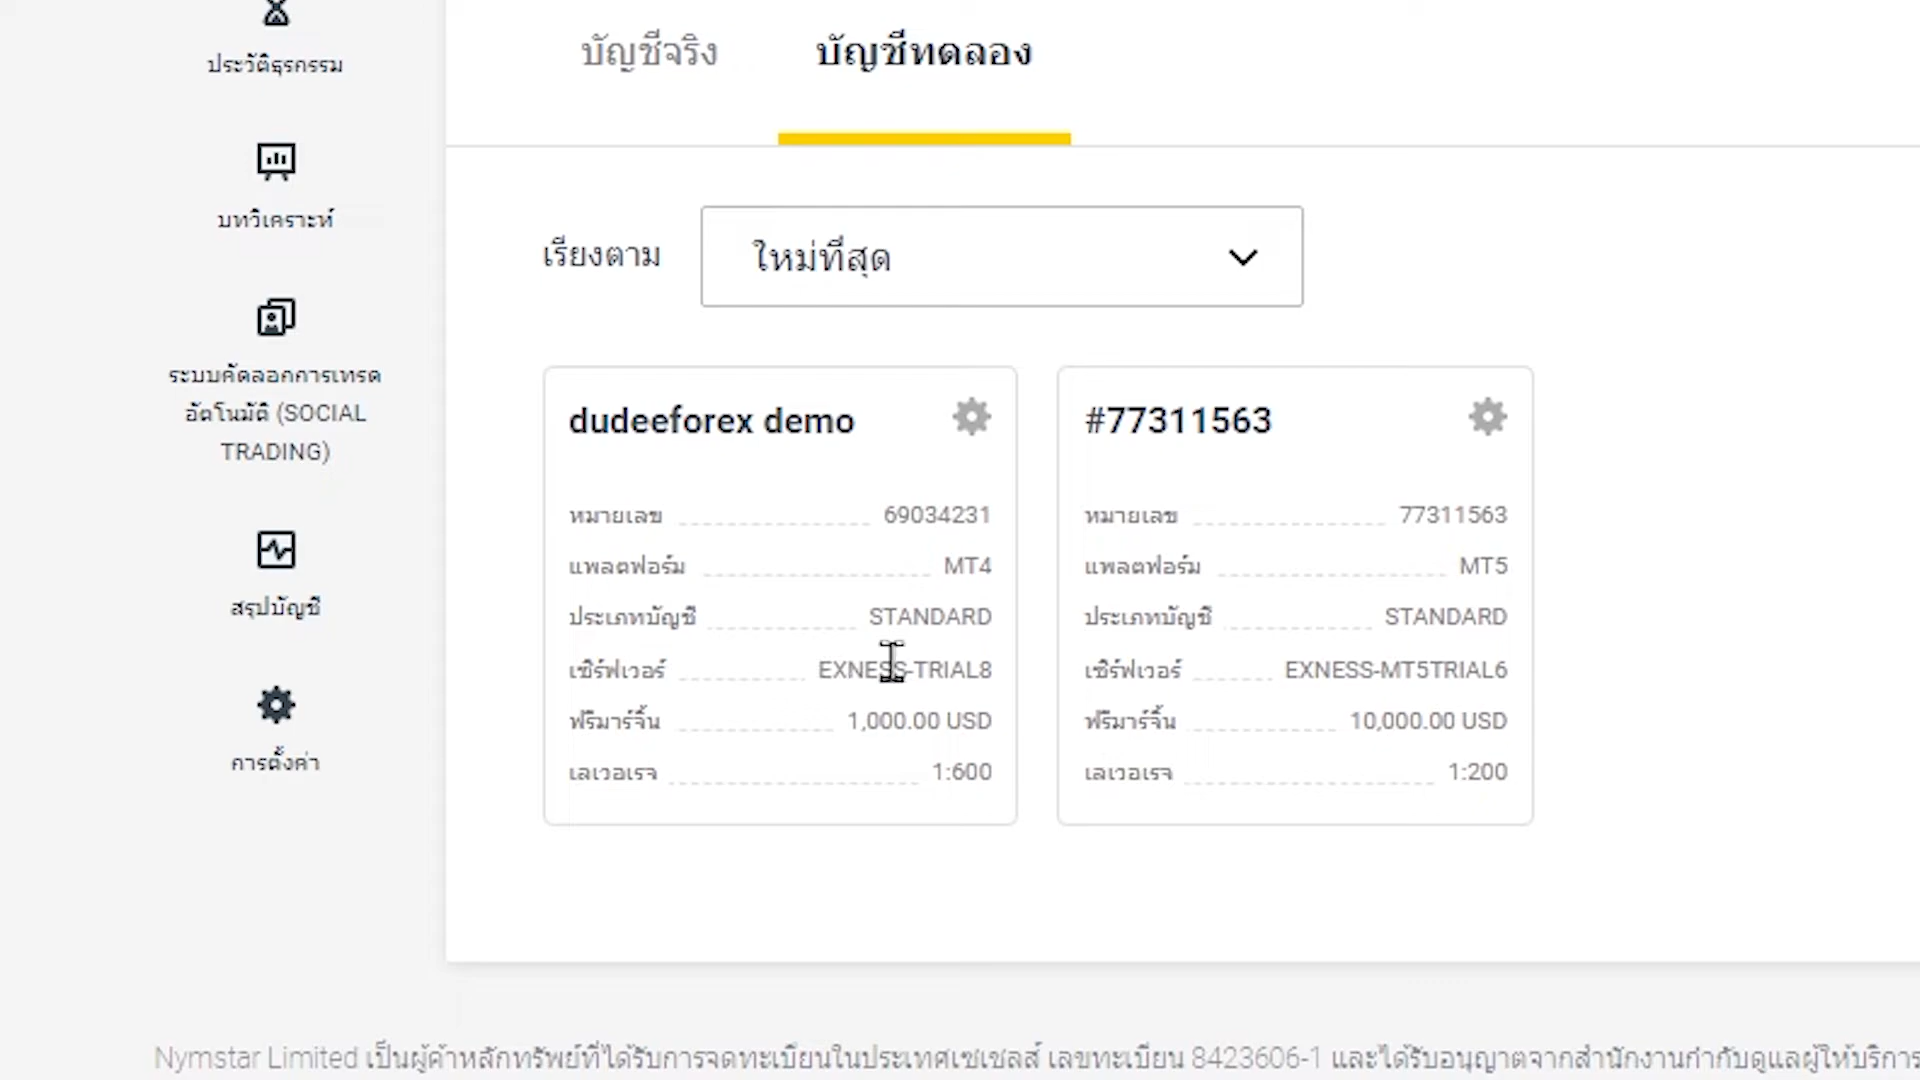 ประวัติธุรกรรม
บทวิเคราะห์
ระบบคัดลอกการเทรด
อัตโนมัติ (SOCIAL
TRADING)
สรุปบัญชี
การตั้งค่า
บัญชีจริง บัญชีทดลอง
เรียงตาม ใหม่ที่สุด
dudeeforex demo
หมายเลข 69034231
แพลตฟอร์ม MT4
ประเภทบัญชี STANDARD
เซิร์ฟเวอร์ EXNESS-TRIAL8
ฟรีมาร์จิ้น 1,000.00 USD
เลเวอเรจ 1:600
#77311563
หมายเลข 77311563
แพลตฟอร์ม MT5
ประเภทบัญชี STANDARD
เซิร์ฟเวอร์ EXNESS-MT5TRIAL6
ฟรีมาร์จิ้น 10,000.00 USD
เลเวอเรจ 1:200
Nymstar Limited เป็นผู้ค้าหลักทรัพย์ที่ได้รับการจดทะเบียนในประเทศเซเชลส์ เลขทะเบียน 8423606-1 และได้รับอนุญาตจากสำนักงานกำกับดูแลผู้ให้บริการ